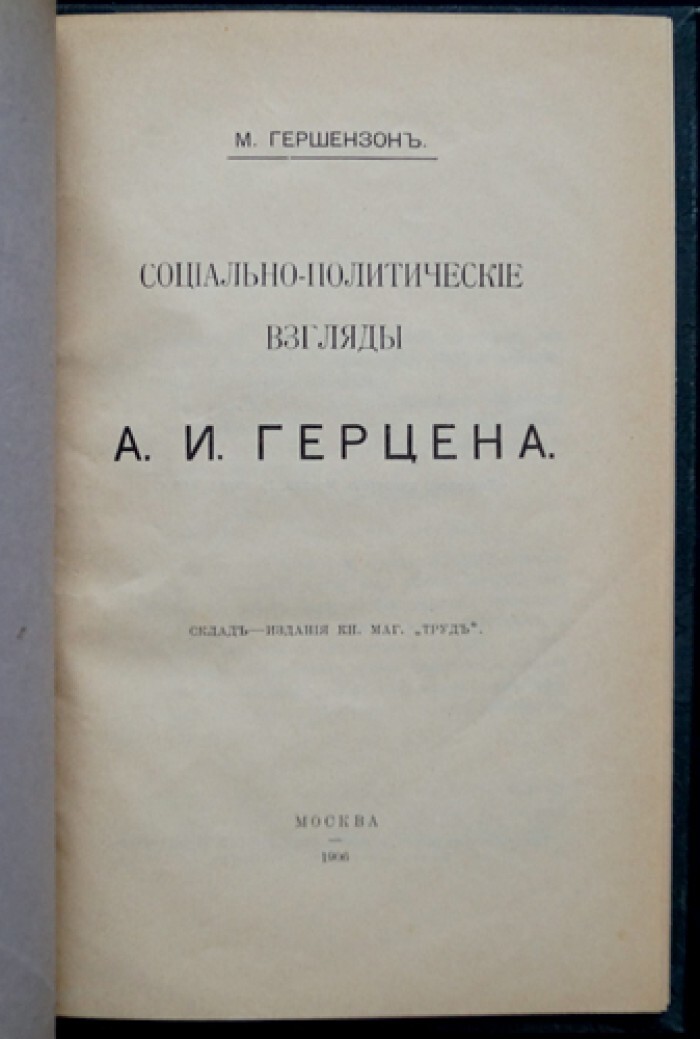 М. ГЕРШЕНЗОНЪ.
СОЦІАЛЬНО-ПОЛИТИЧЕСКІЕ
ВЗГЛЯДЫ
А. И. ГЕРЦЕНА.
СКЛАДЪ—ИЗДАНІЯ КН. МАГ. „ТРУДЪ“.
МОСКВА
—
1906